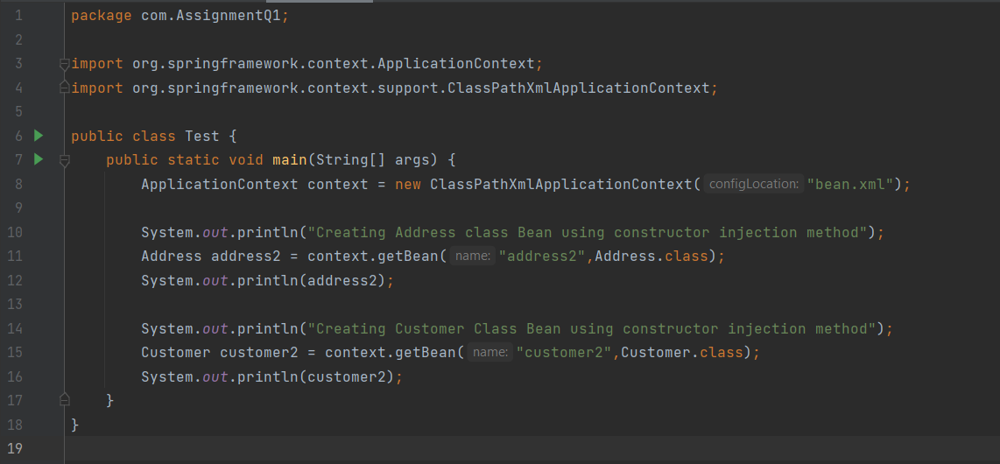 1 package com.AssignmentQ1;
2
3 import org.springframework.context.ApplicationContext;
4 import org.springframework.context.support.ClassPathXmlApplicationContext;
5
6 public class Test {
7     public static void main(String[] args) {
8         ApplicationContext context = new ClassPathXmlApplicationContext( configLocation: "bean.xml");
9
10         System.out.println("Creating Address class Bean using constructor injection method");
11         Address address2 = context.getBean( name: "address2",Address.class);
12         System.out.println(address2);
13
14         System.out.println("Creating Customer Class Bean using constructor injection method");
15         Customer customer2 = context.getBean( name: "customer2",Customer.class);
16         System.out.println(customer2);
17     }
18 }
19